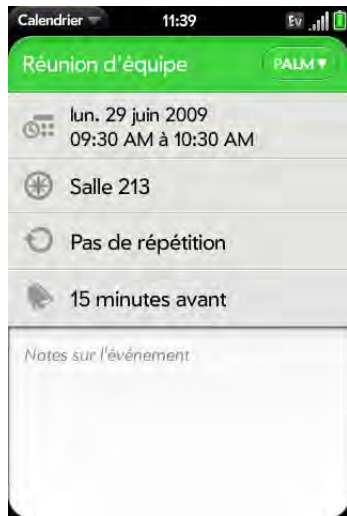 Calendrier 11:39 Ev
Réunion d'équipe PALM
lun. 29 juin 2009
09:30 AM à 10:30 AM
Salle 213
Pas de répétition
15 minutes avant
Notes sur l'événement